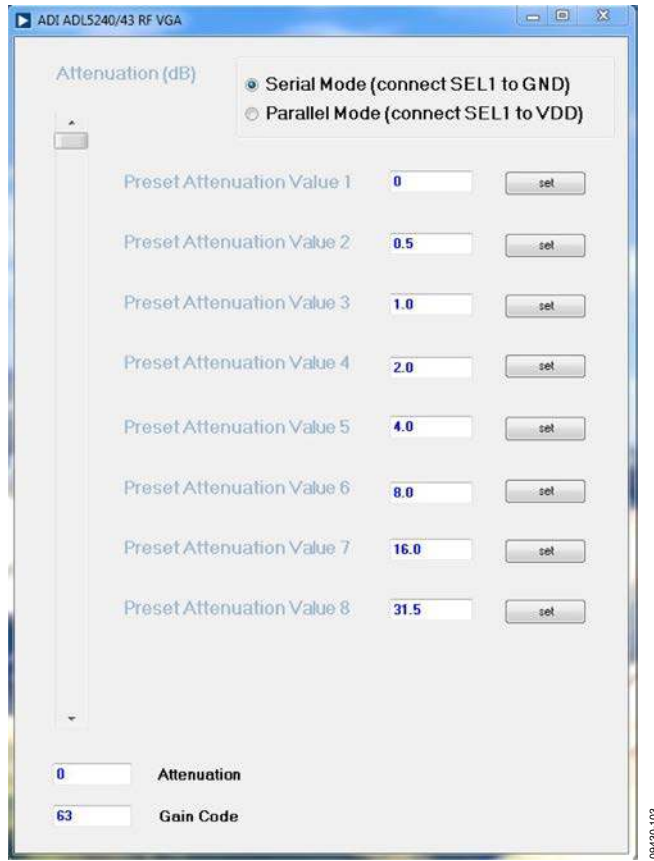 ADI ADL5240/43 RF VGA
Attenuation (dB)
Serial Mode (connect SEL1 to GND)
Parallel Mode (connect SEL1 to VDD)
Preset Attenuation Value 1 0 set
Preset Attenuation Value 2 0.5 set
Preset Attenuation Value 3 1.0 set
Preset Attenuation Value 4 2.0 set
Preset Attenuation Value 5 4.0 set
Preset Attenuation Value 6 8.0 set
Preset Attenuation Value 7 16.0 set
Preset Attenuation Value 8 31.5 set
0 Attenuation
63 Gain Code
09430-103